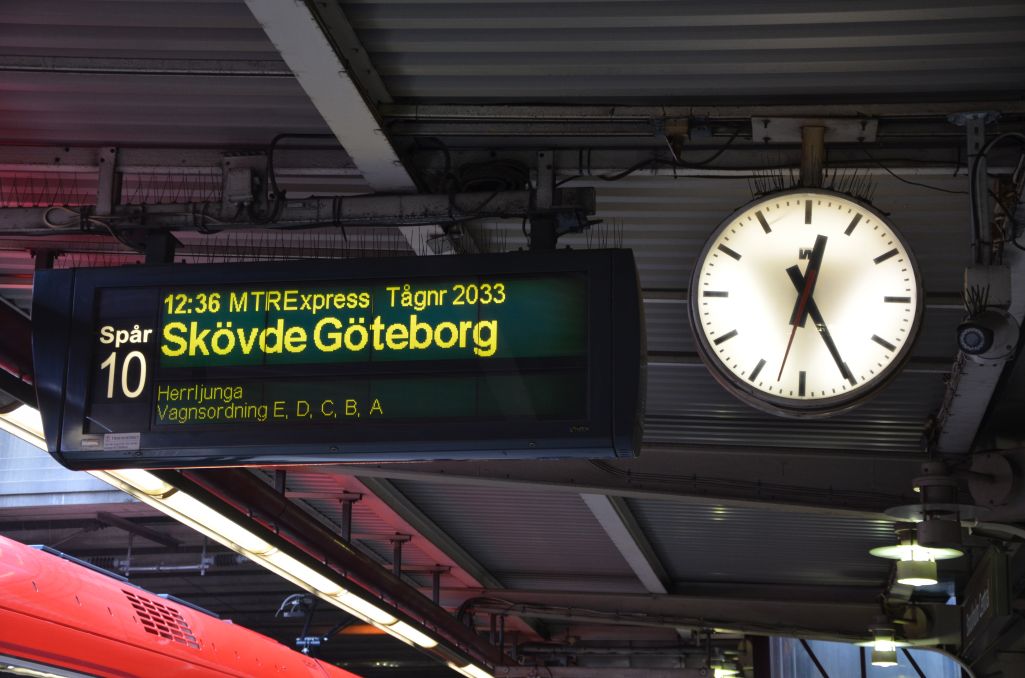 12:36 MTRExpress Tågnr 2033
Spår
Skövde Göteborg
10
Herrljunga
Vagnsordning E, D, C, B, A